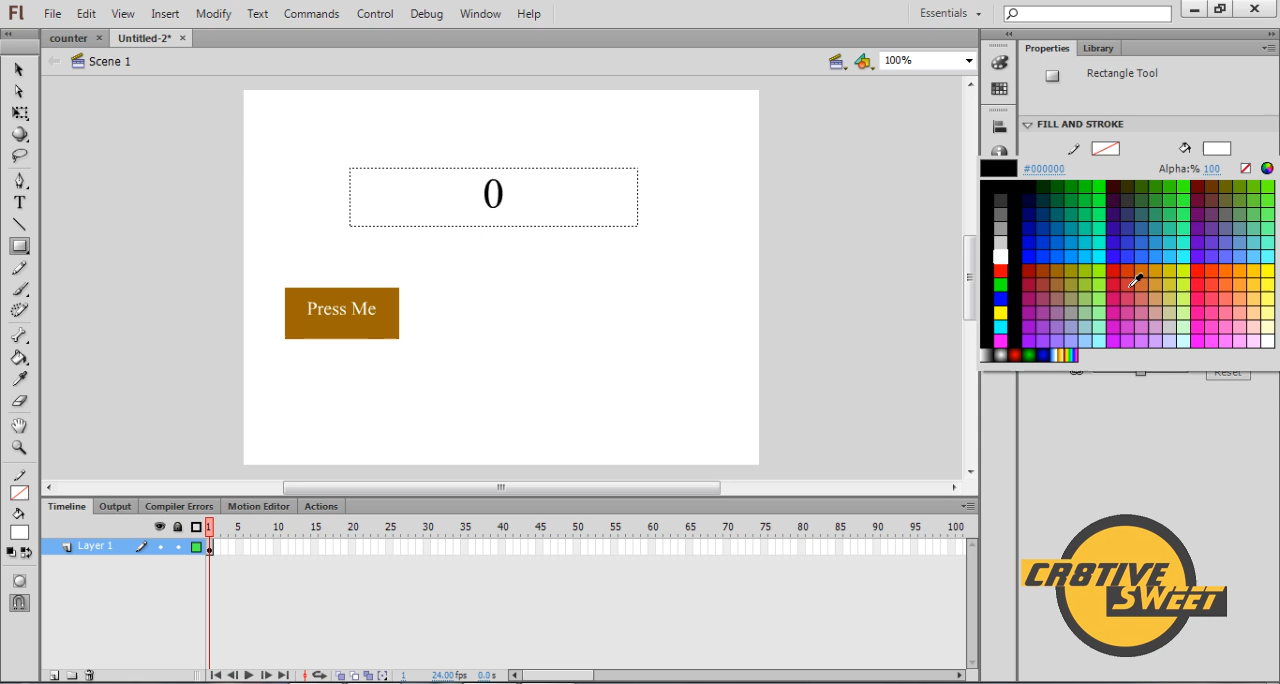 Fl File Edit View Insert Modify Text Commands Control Debug Window Help Essentials
counter × Untitled-2* ×
Scene 1
100%
Properties Library
Rectangle Tool
FILL AND STROKE
#000000 Alpha:% 100
0
Press Me
Reset
Timeline Output Compiler Errors Motion Editor Actions
1 5 10 15 20 25 30 35 40 45 50 55 60 65 70 75 80 85 90 95 100
Layer 1
1 24.00 fps 0.0 s
CR8TIVE
SWEET